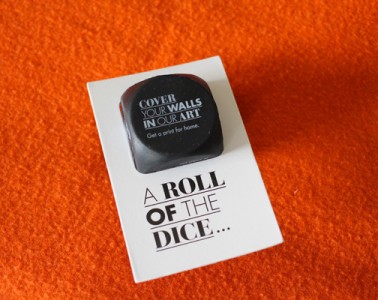 COVER
YOUR WALLS
IN OUR ART
Get a print for home.
A ROLL
OF THE
DICE...